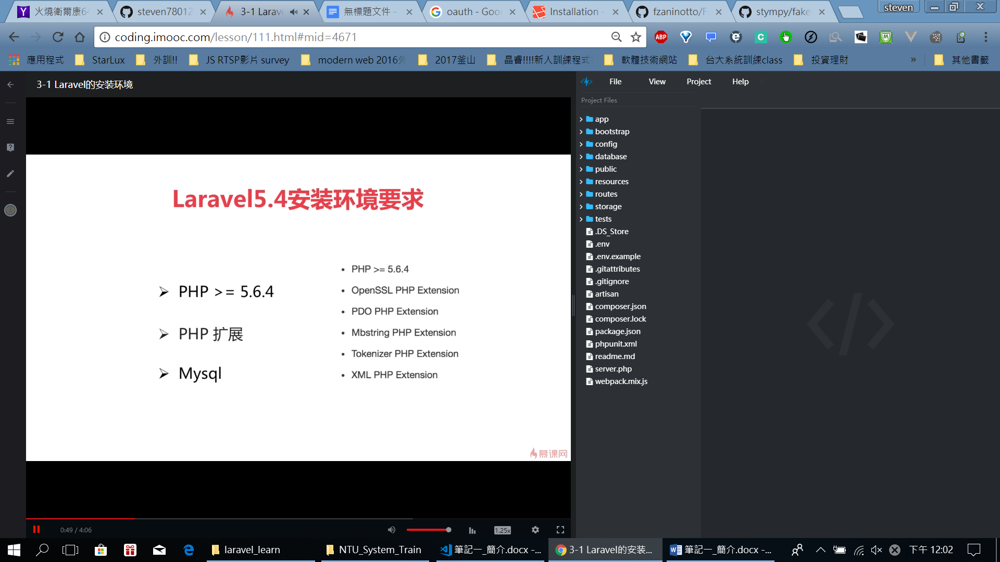 火燒衛爾康64
steven78012
3-1 Larave
無標題文件 -
oauth - Goo
Installation -
fzaninotto/Fa
stympy/fake
steven
coding.imooc.com/lesson/111.html#mid=4671
ABP
應用程式
StarLux
外訓!!
JS RTSP影片 survey
modern web 2016外
2017釜山
晶睿!!!!新人訓練程式
軟體技術網站
台大系統訓練class
投資理財
»
其他書籤
3-1 Laravel的安装环境
File
View
Project
Help
Project Files
app
bootstrap
config
database
public
resources
routes
storage
tests
.DS_Store
.env
.env.example
.gitattributes
.gitignore
artisan
composer.json
composer.lock
package.json
phpunit.xml
readme.md
server.php
webpack.mix.js
Laravel5.4安装环境要求
PHP >= 5.6.4
PHP 扩展
Mysql
• PHP >= 5.6.4
• OpenSSL PHP Extension
• PDO PHP Extension
• Mbstring PHP Extension
• Tokenizer PHP Extension
• XML PHP Extension
慕课网
0:49 / 4:06
1.25x
laravel_learn
NTU_System_Train
筆記一_簡介.docx -...
3-1 Laravel的安装...
筆記一_簡介.docx -...
下午 12:02